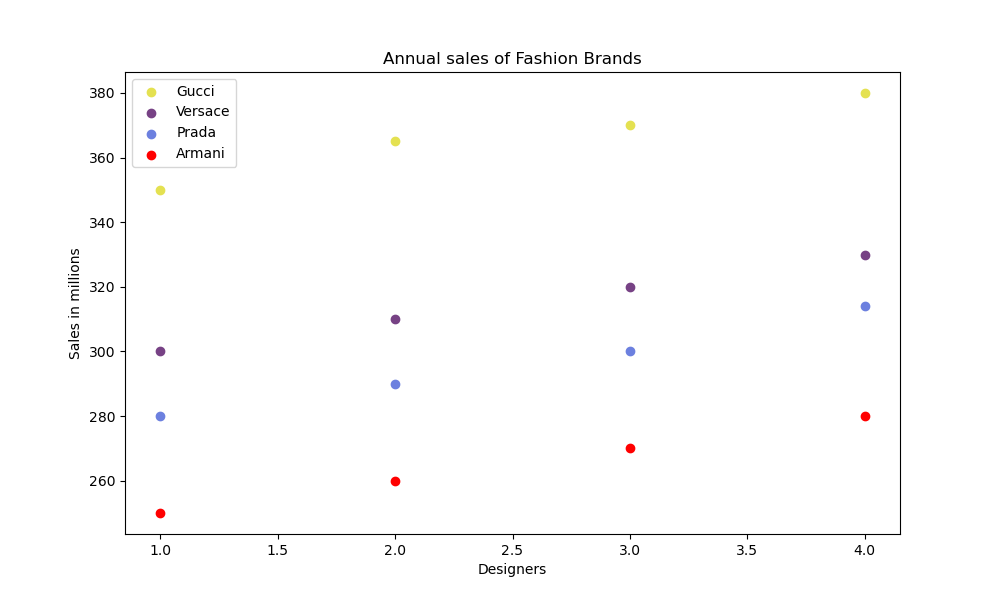 Annual sales of Fashion Brands
Gucci
Versace
Prada
Armani
Sales in millions
380
360
340
320
300
280
260
1.0 1.5 2.0 2.5 3.0 3.5 4.0
Designers